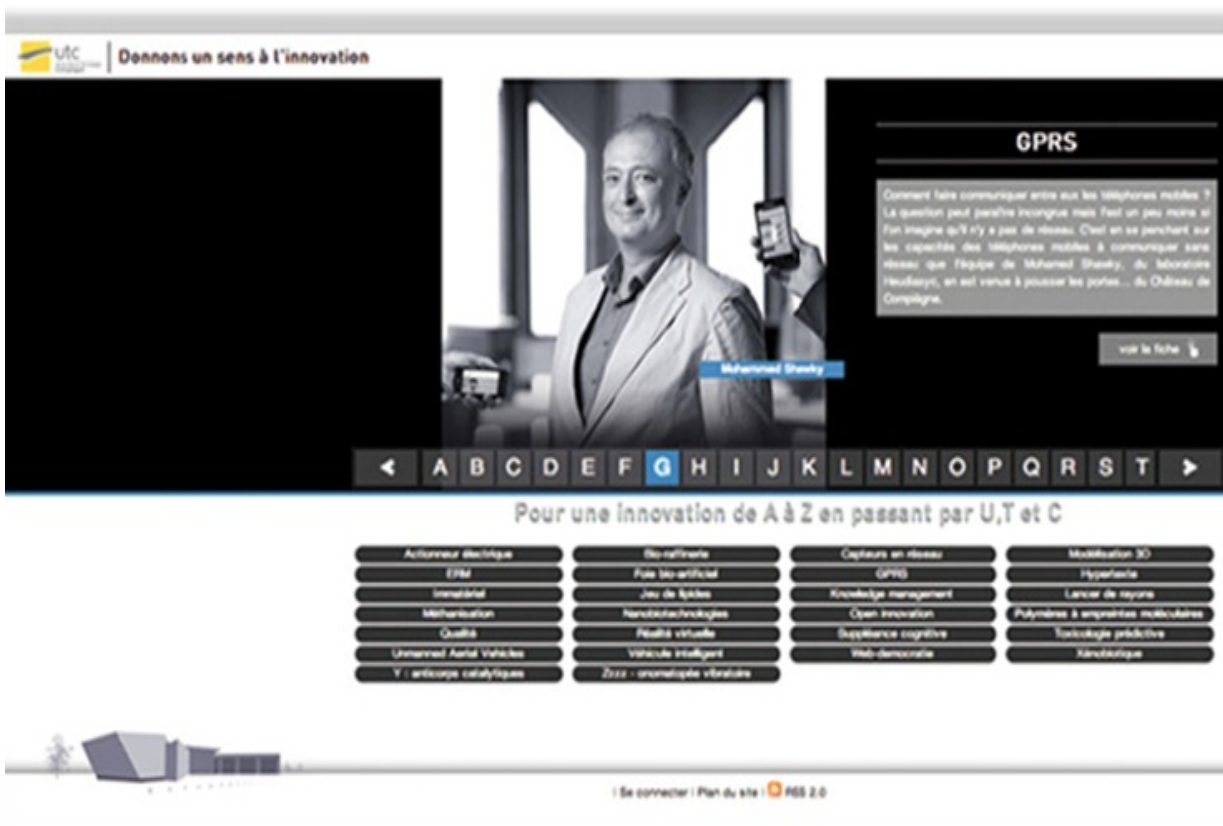 utc
Donnons un sens à l'innovation
GPRS
Comment faire communiquer entre eux les téléphones mobiles ?
La question peut paraître incongrue mais l'est un peu moins si
l'on imagine qu'il n'y a pas de réseau. C'est en se penchant sur
les capacités des téléphones mobiles à communiquer sans
réseau que l'équipe de Mohamed Shawky, du laboratoire
Heudiasyc, en est venue à pousser les portes... du Château de
Compiègne.
voir la fiche
Mohammed Shawky
A B C D E F G H I J K L M N O P Q R S T
Pour une innovation de A à Z en passant par U,T et C
Actionneur électrique
Bio-raffinerie
Capteurs en réseau
Modélisation 3D
ERM
Foie bio-artificiel
GPRS
Hypertexte
Immatériel
Jeu de lipides
Knowledge management
Lancer de rayons
Méthanisation
Nanobiotechnologies
Open innovation
Polymères à empreintes moléculaires
Qualité
Réalité virtuelle
Suppléance cognitive
Toxicologie prédictive
Unmanned Aerial Vehicles
Véhicule intelligent
Web democratie
Xénobiotique
Y : anticorps catalytiques
Zzzz - onomatopée vibratoire
| Se connecter | Plan du site | RSS 2.0